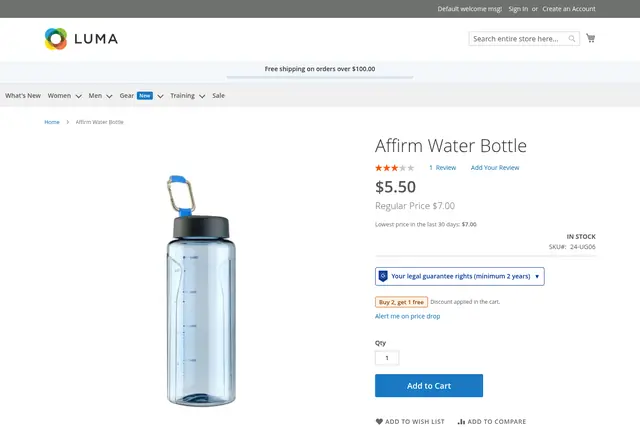 Default welcome msg! Sign In or Create an Account
LUMA
Search entire store here...
Free shipping on orders over $100.00
What's New Women Men Gear New Training Sale
Home > Affirm Water Bottle
Affirm Water Bottle
1 Review Add Your Review
$5.50
Regular Price $7.00
Lowest price in the last 30 days: $7.00
IN STOCK
SKU#: 24-UG06
Your legal guarantee rights (minimum 2 years) ▼
Buy 2, get 1 free Discount applied in the cart.
Alert me on price drop
Qty
1
Add to Cart
ADD TO WISH LIST ADD TO COMPARE